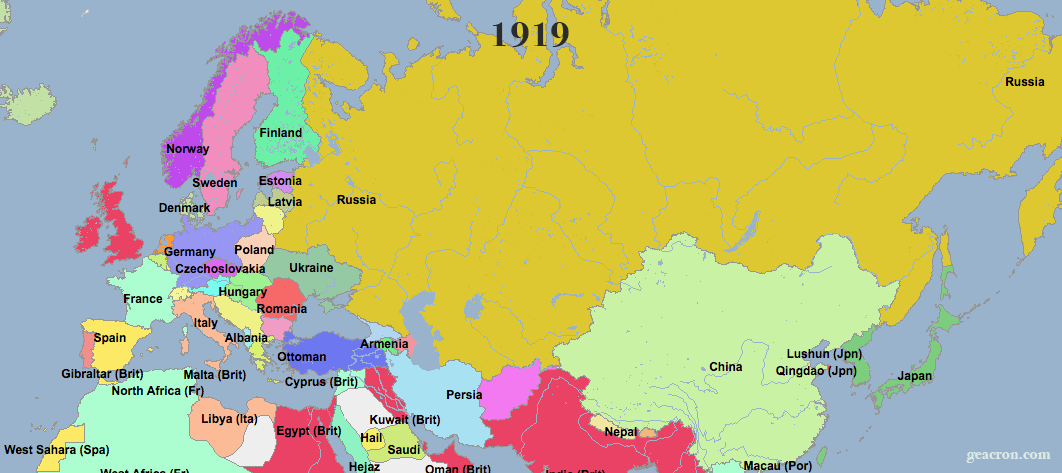 1919
Russia
Finland
Norway
Sweden
Estonia
Russia
Latvia
Denmark
Germany
Poland
Czechoslovakia
Ukraine
Hungary
France
Romania
Italy
Spain
Albania
Armenia
Ottoman
Lushun (Jpn)
China
Qingdao (Jpn)
Japan
Gibraltar (Brit)
Malta (Brit)
Cyprus (Brit)
North Africa (Fr)
Persia
Libya (Ita)
Kuwait (Brit)
Egypt (Brit)
Nepal
Hail
West Sahara (Spa)
Saudi
geacron.com
Hejaz
Oman (Brit)
Macau (Por)
West Africa (Fr)
India (Brit)